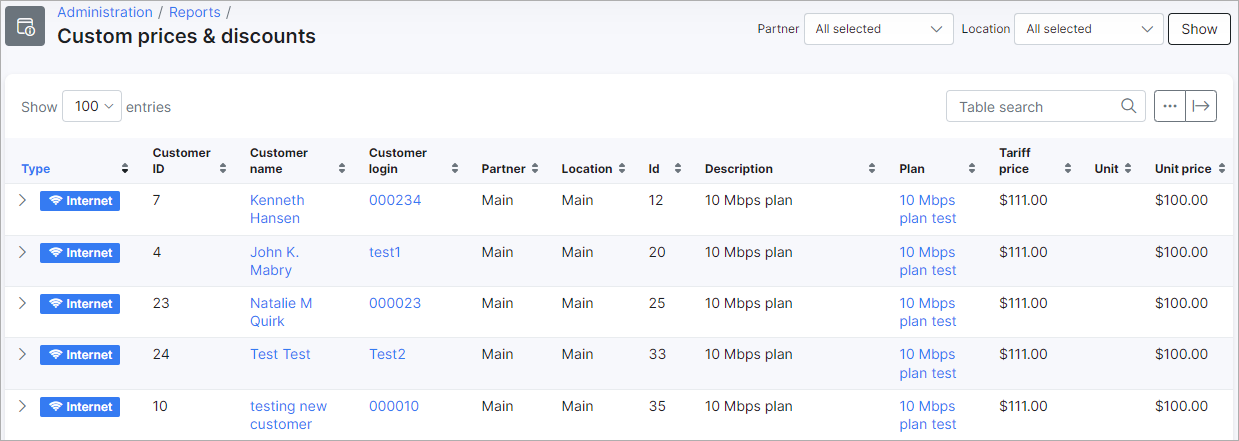 Administration / Reports /
Custom prices & discounts
Partner All selected Location All selected Show
Show 100 entries
Table search
Type Customer ID Customer name Customer login Partner Location Id Description Plan Tariff price Unit Unit price
Internet 7 Kenneth Hansen 000234 Main Main 12 10 Mbps plan 10 Mbps plan test $111.00 $100.00
Internet 4 John K. Mabry test1 Main Main 20 10 Mbps plan 10 Mbps plan test $111.00 $100.00
Internet 23 Natalie M Quirk 000023 Main Main 25 10 Mbps plan 10 Mbps plan test $111.00 $100.00
Internet 24 Test Test Test2 Main Main 33 10 Mbps plan 10 Mbps plan test $111.00 $100.00
Internet 10 testing new customer 000010 Main Main 35 10 Mbps plan 10 Mbps plan test $111.00 $100.00